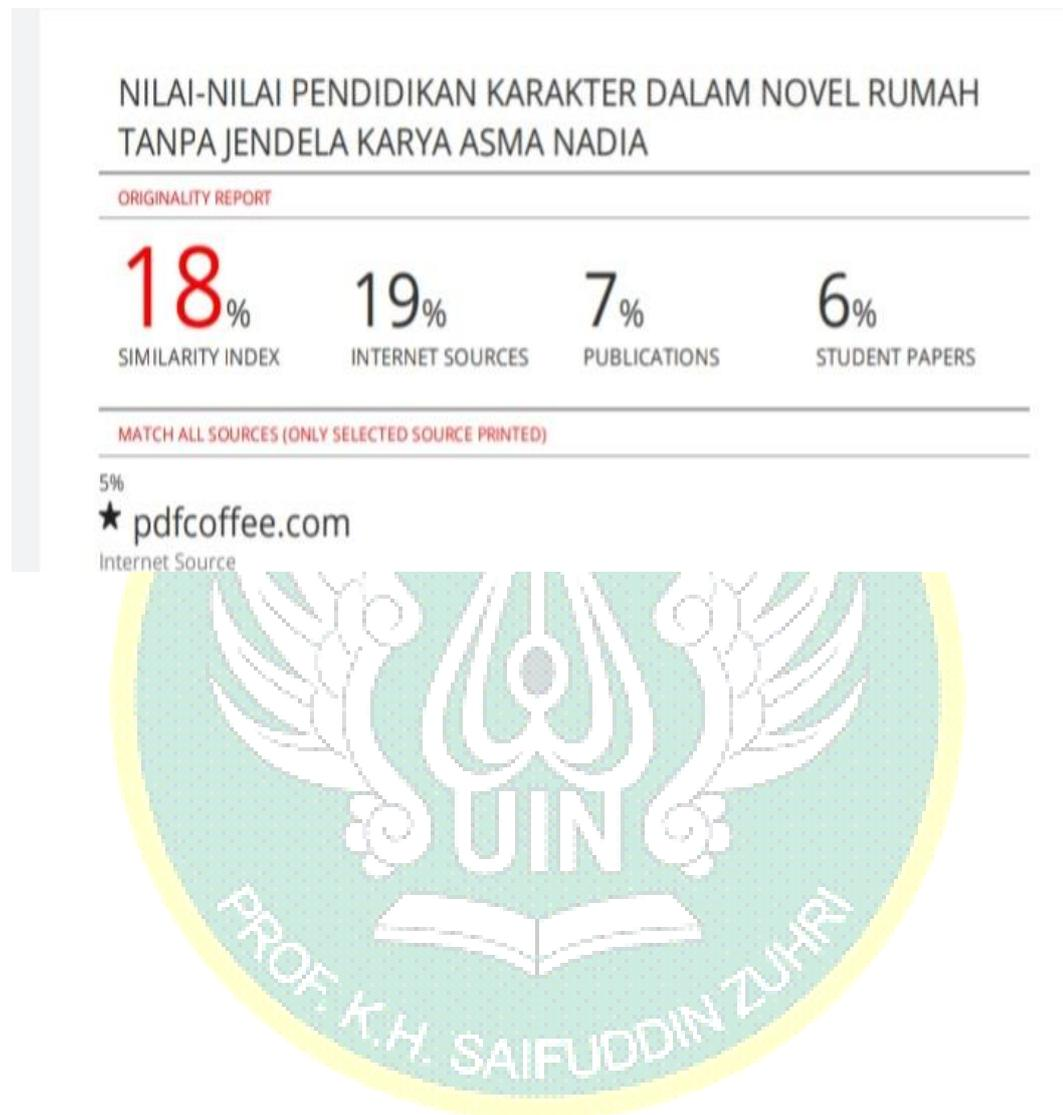 NILAI-NILAI PENDIDIKAN KARAKTER DALAM NOVEL RUMAH
TANPA JENDELA KARYA ASMA NADIA
ORIGINALITY REPORT
18% 19% 7% 6%
SIMILARITY INDEX INTERNET SOURCES PUBLICATIONS STUDENT PAPERS
MATCH ALL SOURCES (ONLY SELECTED SOURCE PRINTED)
5%
★ pdfcoffee.com
Internet Source
UIN
PROF. K.H. SAIFUDDIN ZUHRI